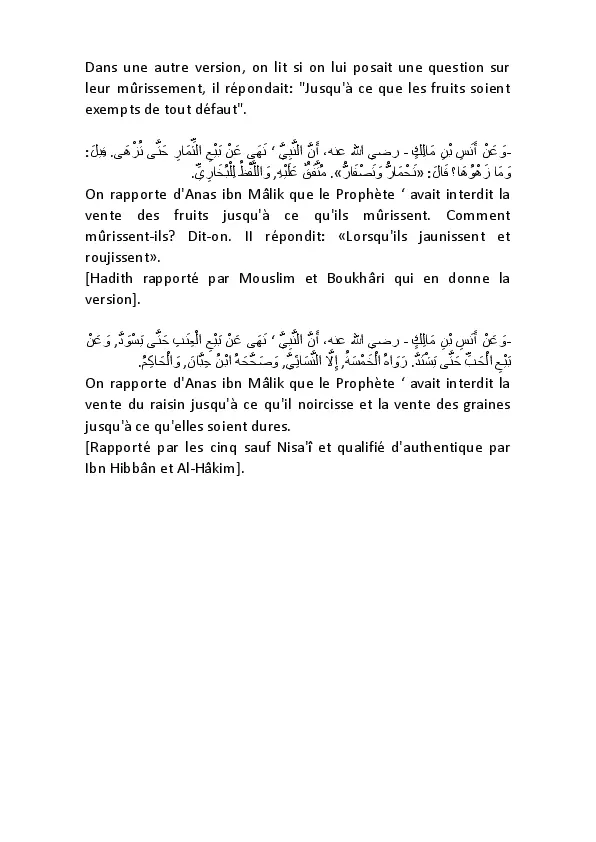 Dans une autre version, on lit si on lui posait une question sur
leur mûrissement, il répondait: "Jusqu'à ce que les fruits soient
exempts de tout défaut".
-وَعَنْ أَنَسِ بْنِ مَالِكٍ - رضي الله عنه، أَنَّ النَّبِيَّ ‘ نَهَى عَنْ بَيْعِ الثِّمَارِ حَتَّى تُزْهَى. قِيلَ:
وَمَا زَهْوُهَا؟ قَالَ: «تَحْمَارُّ وَتَصْفَارُّ». مُتَّفَقٌ عَلَيْهِ, وَاللَّفْظُ لِلْبُخَارِيِّ.
On rapporte d'Anas ibn Mâlik que le Prophète ‘ avait interdit la
vente des fruits jusqu'à ce qu'ils mûrissent. Comment
mûrissent-ils? Dit-on. Il répondit: «Lorsqu'ils jaunissent et
roujissent».
[Hadith rapporté par Mouslim et Boukhâri qui en donne la
version].
-وَعَنْ أَنَسِ بْنِ مَالِكٍ - رضي الله عنه، أَنَّ النَّبِيَّ ‘ نَهَى عَنْ بَيْعِ الْعِنَبِ حَتَّى يَسْوَدَّ, وَعَنْ
بَيْعِ الْحَبِّ حَتَّى يَشْتَدَّ. رَوَاهُ الْخَمْسَةُ, إِلَّا النَّسَائِيَّ, وَصَحَّحَهُ ابْنُ حِبَّانَ, وَالْحَاكِمُ.
On rapporte d'Anas ibn Mâlik que le Prophète ‘ avait interdit la
vente du raisin jusqu'à ce qu'il noircisse et la vente des graines
jusqu'à ce qu'elles soient dures.
[Rapporté par les cinq sauf Nisa'î et qualifié d'authentique par
Ibn Hibbân et Al-Hâkim].